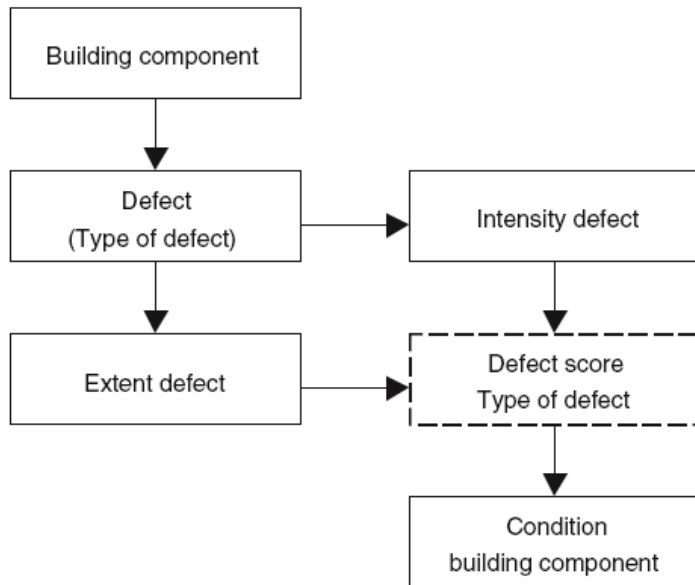 Building component
Defect
(Type of defect)
Intensity defect
Extent defect
Defect score
Type of defect
Condition
building component